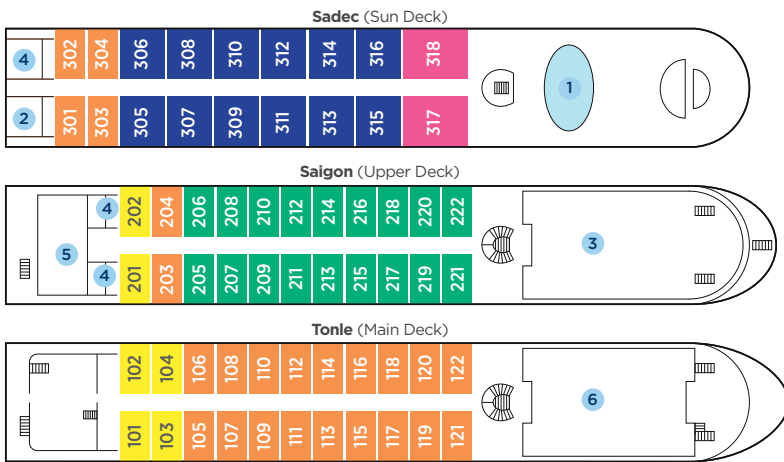 Sadec (Sun Deck)
4 302 304 306 308 310 312 314 316 318
1
2 301 303 305 307 309 311 313 315 317
Saigon (Upper Deck)
4 202 204 206 208 210 212 214 216 218 220 222
5 3
4 201 203 205 207 209 211 213 215 217 219 221
Tonle (Main Deck)
102 104 106 108 110 112 114 116 118 120 122
6
101 103 105 107 109 111 113 115 117 119 121